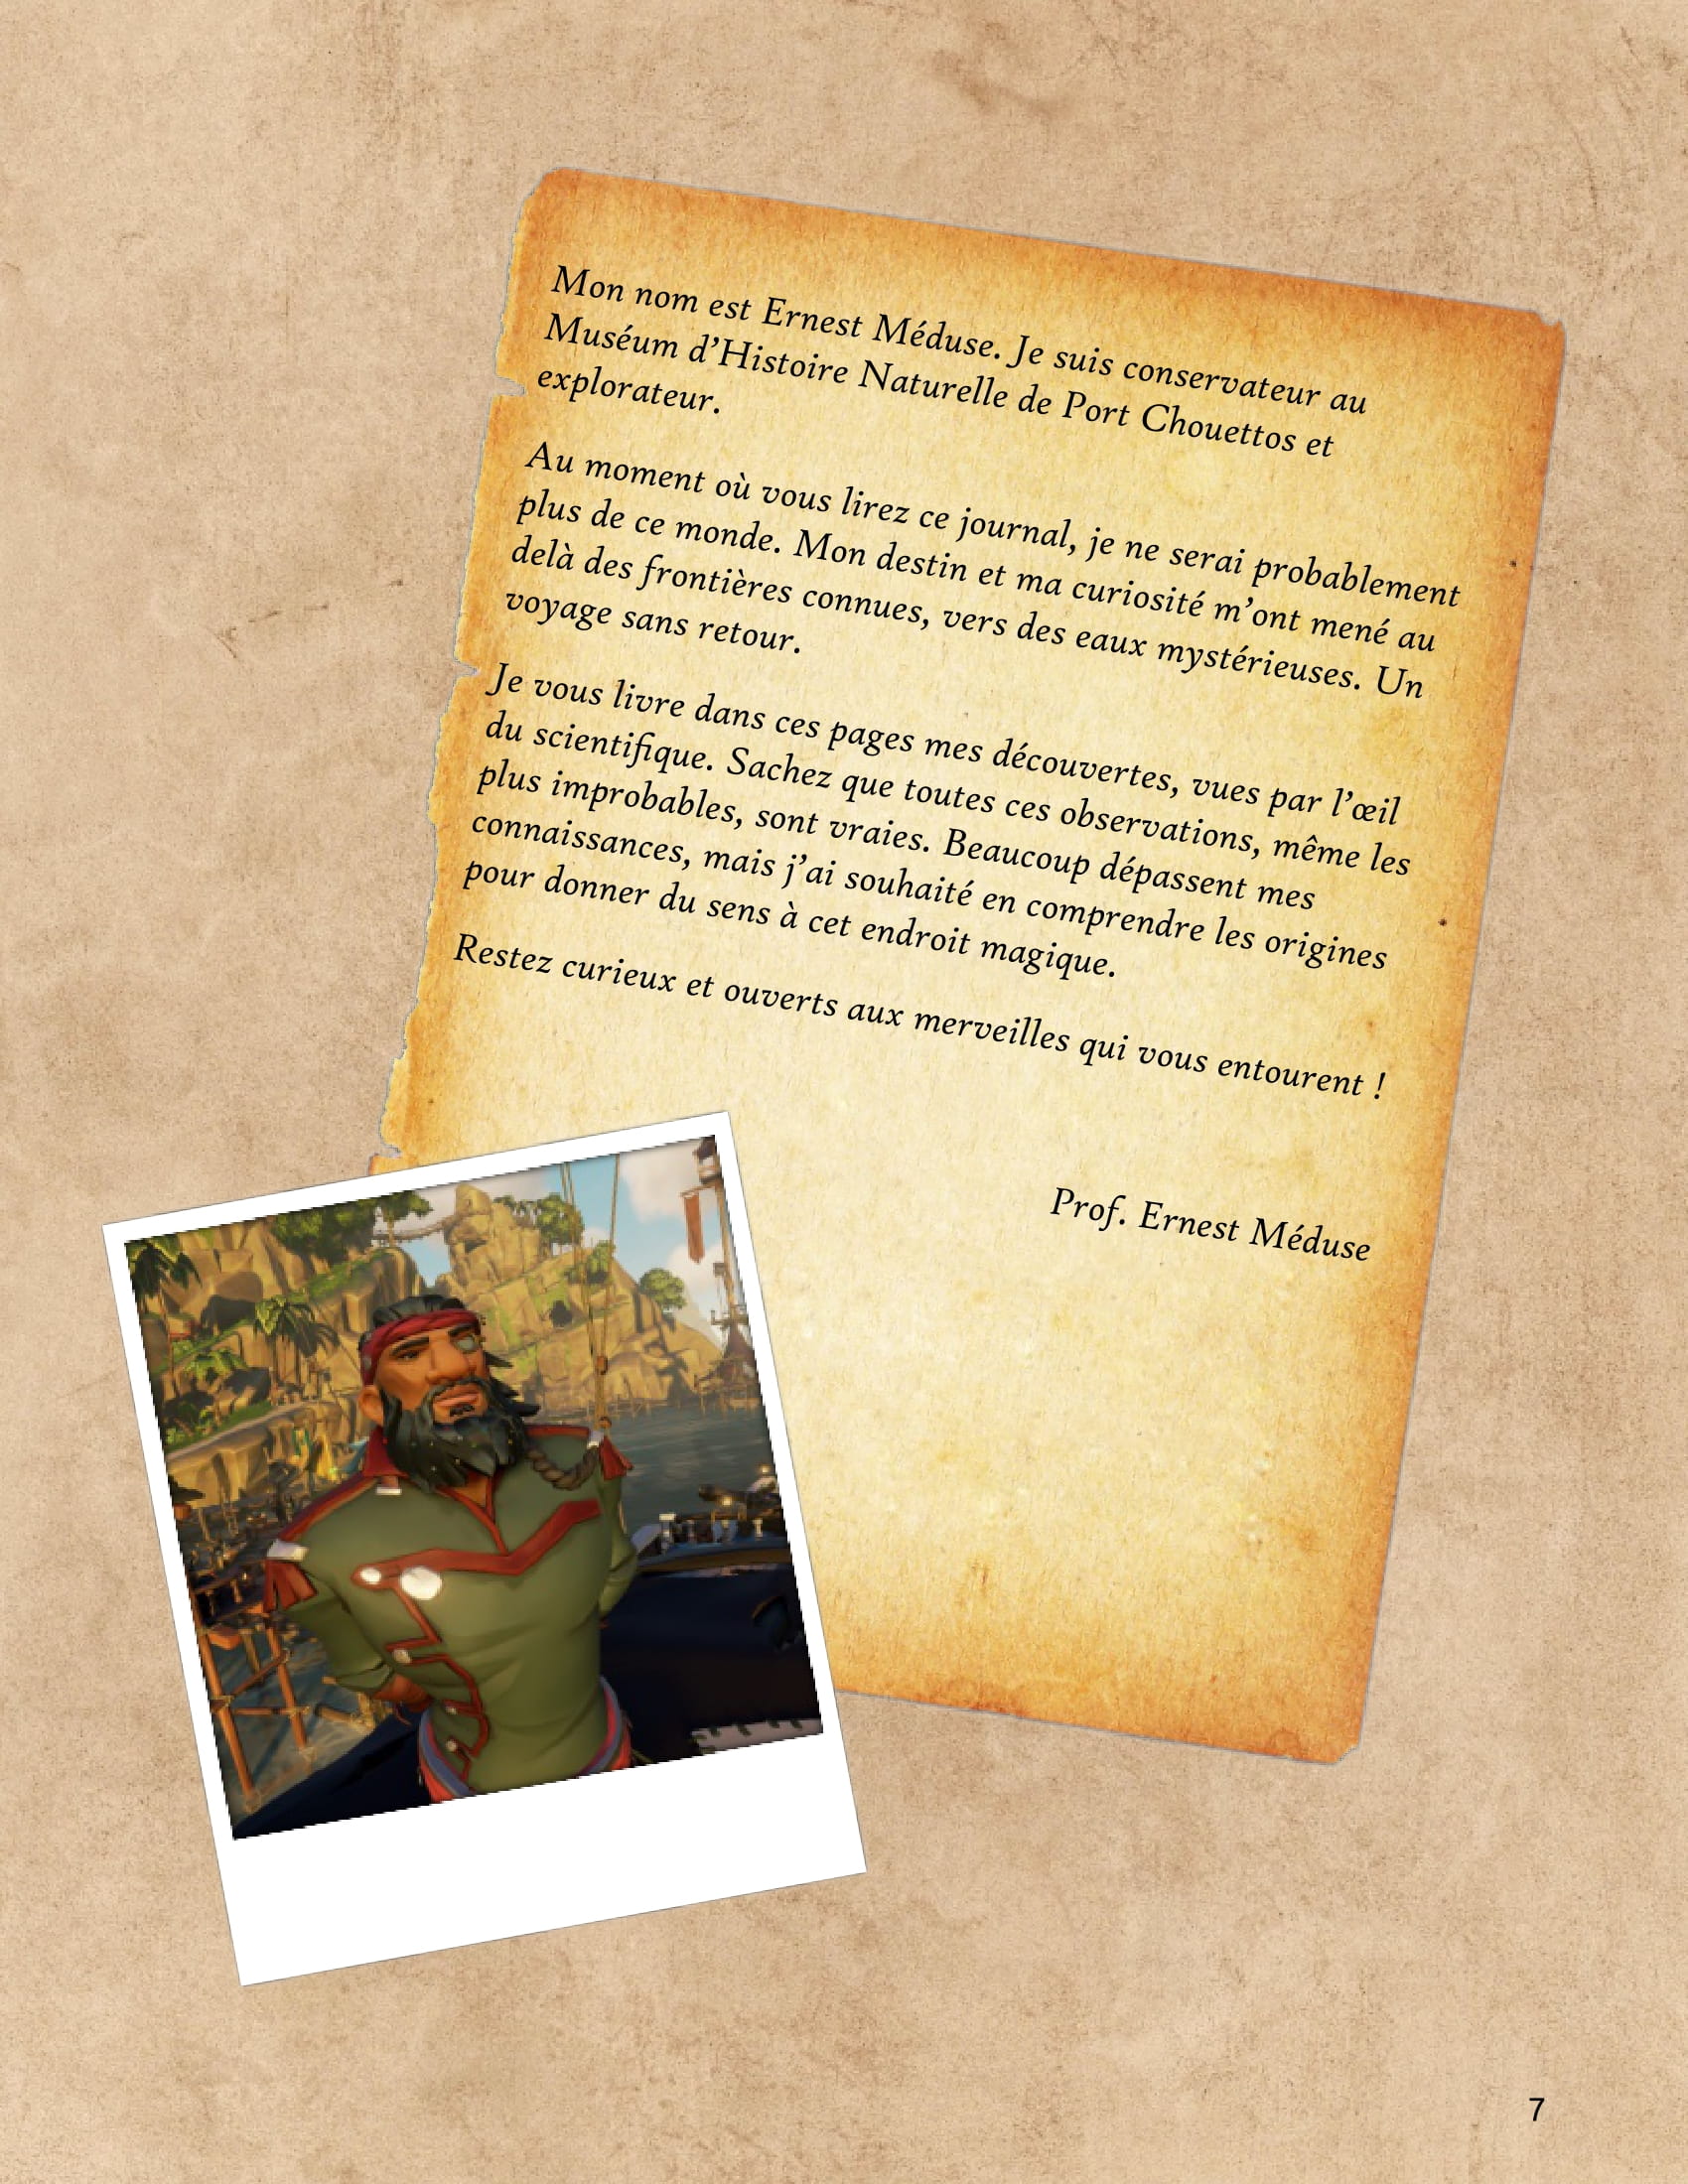 Mon nom est Ernest Méduse. Je suis conservateur au
Muséum d'Histoire Naturelle de Port Chouettos et
explorateur.
Au moment où vous lirez ce journal, je ne serai probablement
plus de ce monde. Mon destin et ma curiosité m'ont mené au
delà des frontières connues, vers des eaux mystérieuses. Un
voyage sans retour.
Je vous livre dans ces pages mes découvertes, vues par l'œil
du scientifique. Sachez que toutes ces observations, même les
plus improbables, sont vraies. Beaucoup dépassent mes
connaissances, mais j'ai souhaité en comprendre les origines
pour donner du sens à cet endroit magique.
Restez curieux et ouverts aux merveilles qui vous entourent !
Prof. Ernest Méduse
7